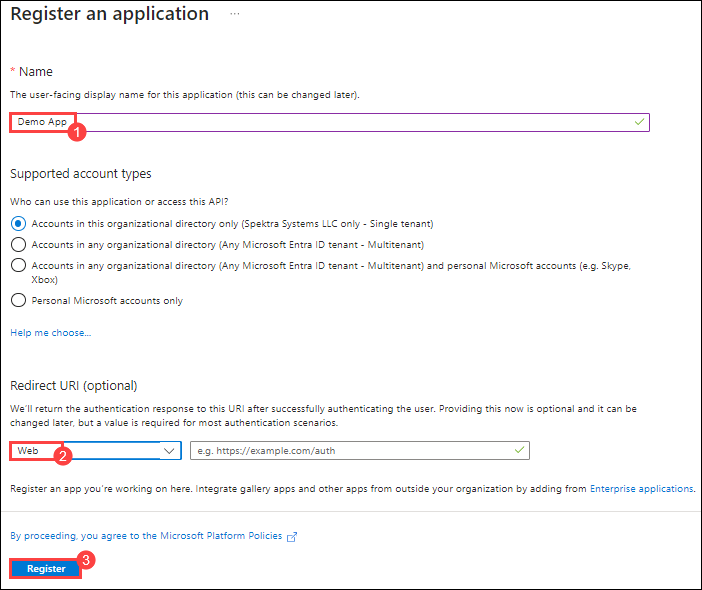 Register an application ...
* Name
The user-facing display name for this application (this can be changed later).
Demo App
1
Supported account types
Who can use this application or access this API?
Accounts in this organizational directory only (Spektra Systems LLC only - Single tenant)
Accounts in any organizational directory (Any Microsoft Entra ID tenant - Multitenant)
Accounts in any organizational directory (Any Microsoft Entra ID tenant - Multitenant) and personal Microsoft accounts (e.g. Skype,
Xbox)
Personal Microsoft accounts only
Help me choose...
Redirect URI (optional)
We'll return the authentication response to this URI after successfully authenticating the user. Providing this now is optional and it can be
changed later, but a value is required for most authentication scenarios.
Web 2 e.g. https://example.com/auth
Register an app you're working on here. Integrate gallery apps and other apps from outside your organization by adding from Enterprise applications.
By proceeding, you agree to the Microsoft Platform Policies
3
Register